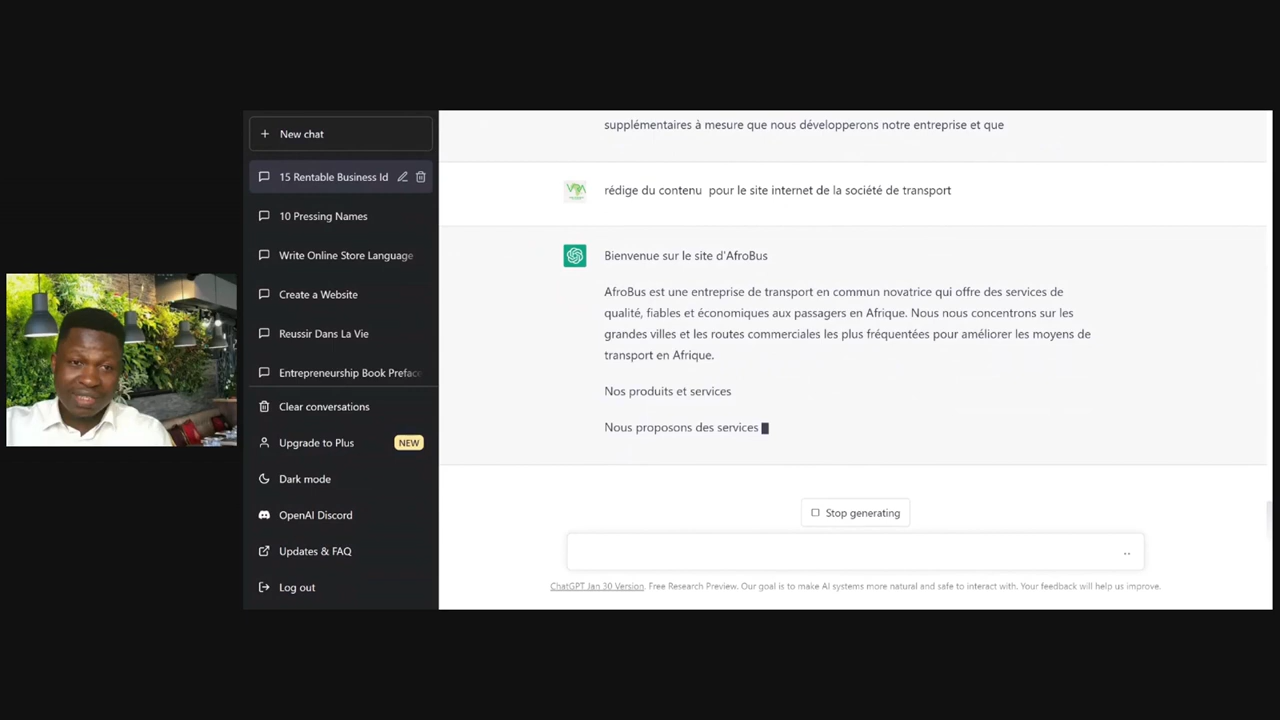 New chat
15 Rentable Business Id
10 Pressing Names
Write Online Store Language
Create a Website
Reussir Dans La Vie
Entrepreneurship Book Preface
Clear conversations
Upgrade to Plus NEW
Dark mode
OpenAI Discord
Updates & FAQ
Log out
supplémentaires à mesure que nous développerons notre entreprise et que
rédige du contenu pour le site internet de la société de transport
Bienvenue sur le site d'AfroBus
AfroBus est une entreprise de transport en commun novatrice qui offre des services de
qualité, fiables et économiques aux passagers en Afrique. Nous nous concentrons sur les
grandes villes et les routes commerciales les plus fréquentées pour améliorer les moyens de
transport en Afrique.
Nos produits et services
Nous proposons des services
Stop generating
ChatGPT Jan 30 Version. Free Research Preview. Our goal is to make AI systems more natural and safe to interact with. Your feedback will help us improve.